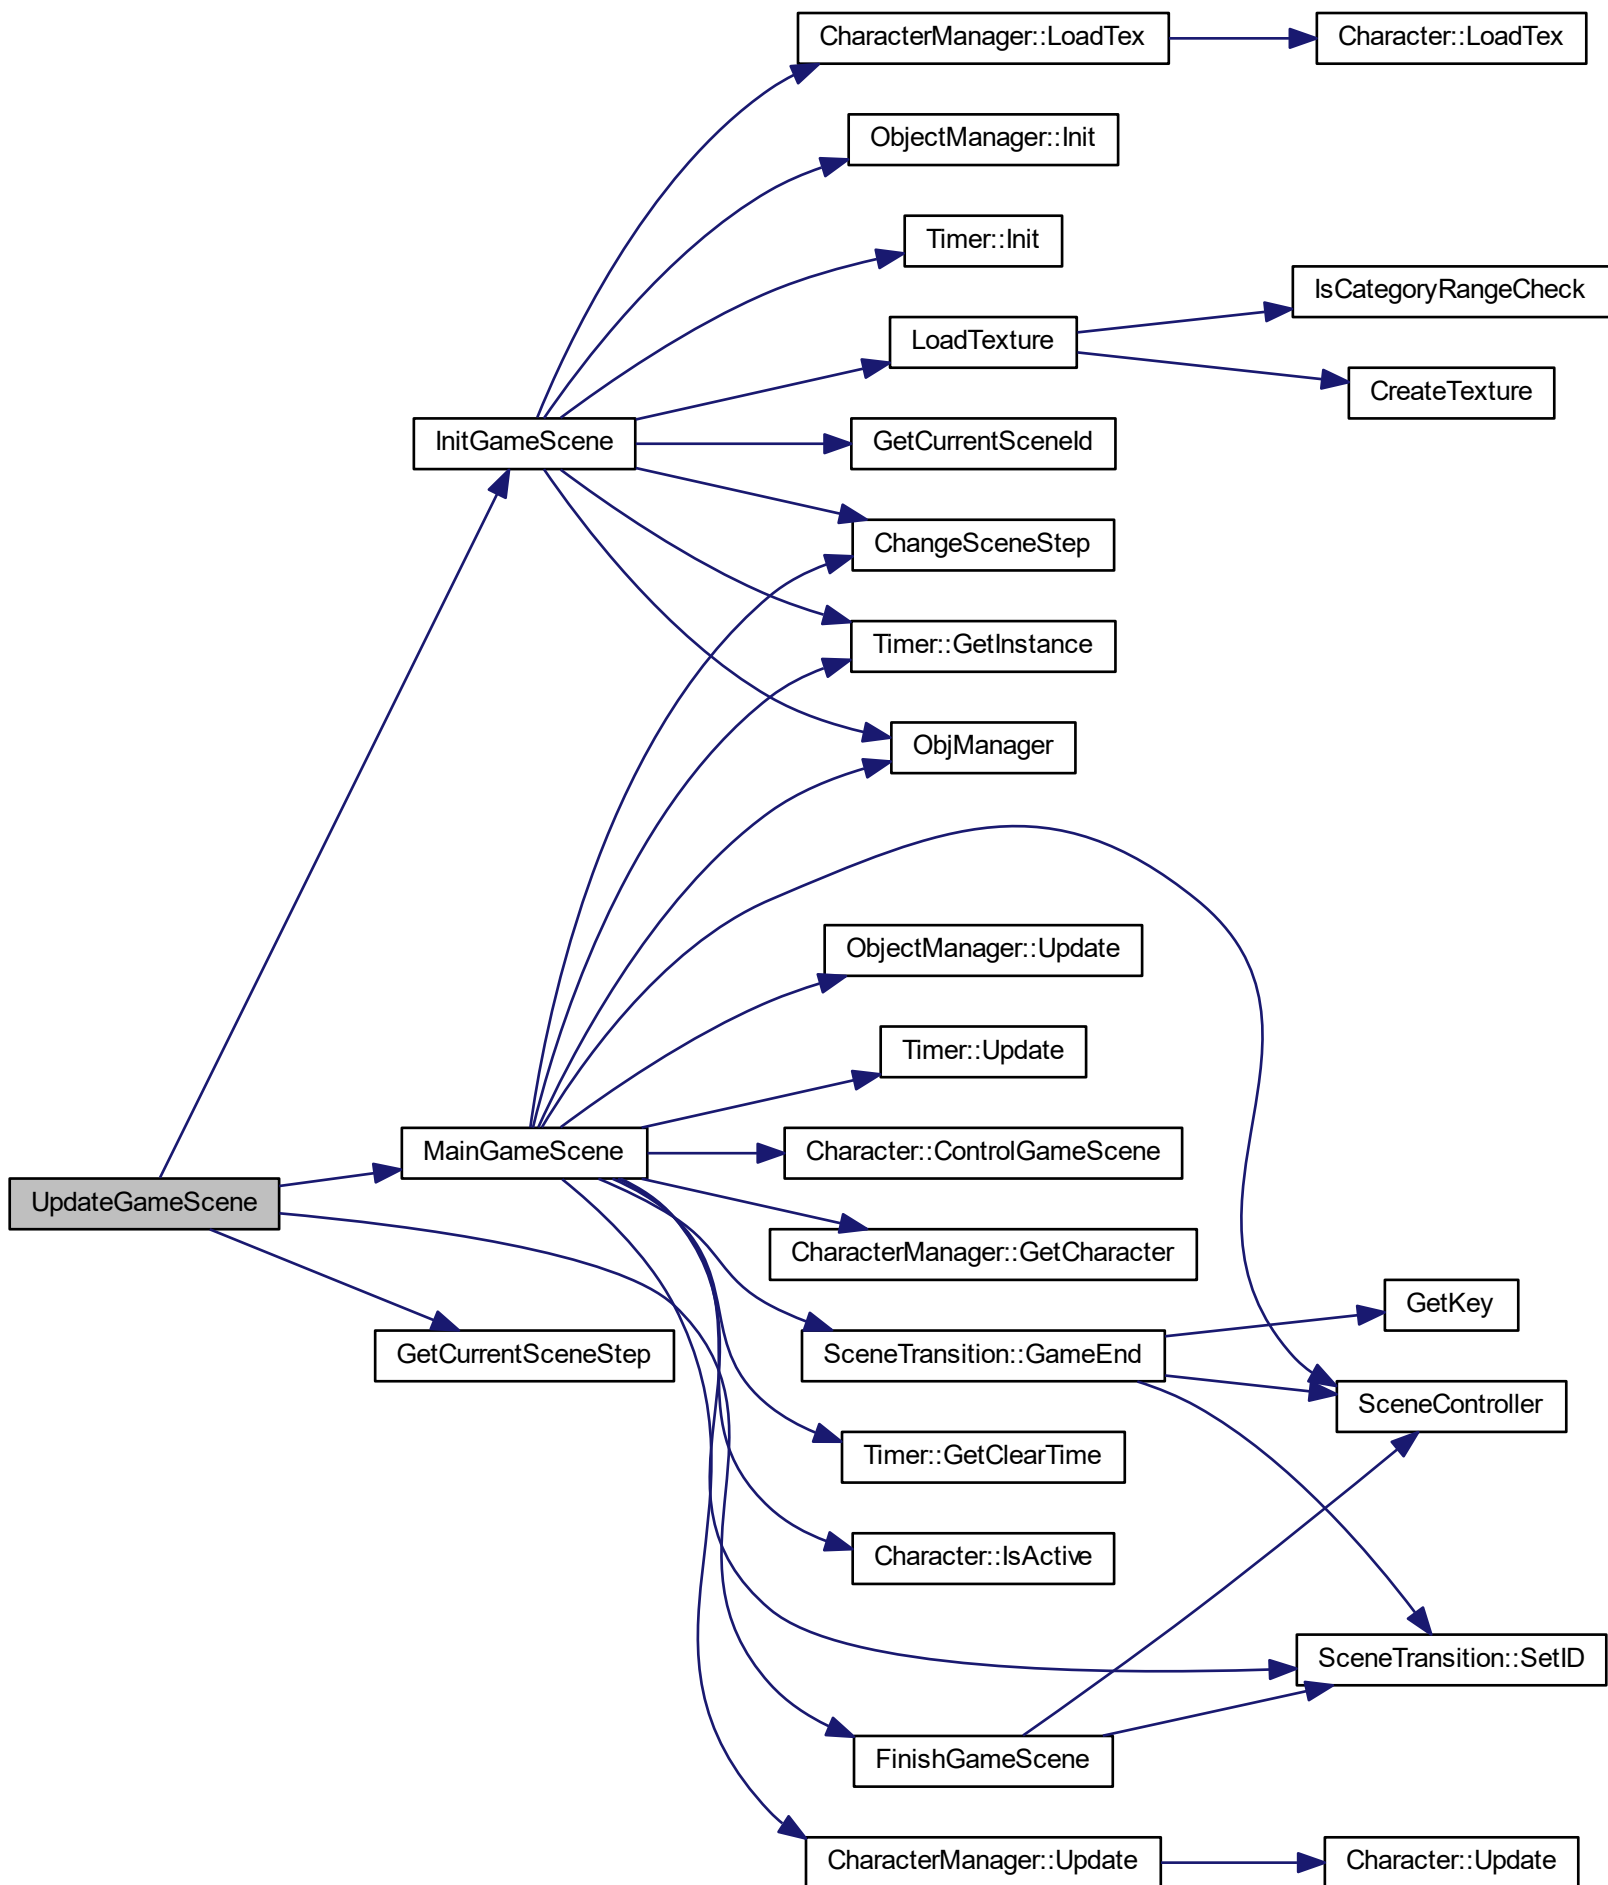 CharacterManager::LoadTex
Character::LoadTex
ObjectManager::Init
Timer::Init
IsCategoryRangeCheck
LoadTexture
CreateTexture
InitGameScene
GetCurrentSceneId
ChangeSceneStep
Timer::GetInstance
ObjManager
ObjectManager::Update
Timer::Update
MainGameScene
Character::ControlGameScene
UpdateGameScene
CharacterManager::GetCharacter
GetKey
GetCurrentSceneStep
SceneTransition::GameEnd
SceneController
Timer::GetClearTime
Character::IsActive
SceneTransition::SetID
FinishGameScene
CharacterManager::Update
Character::Update